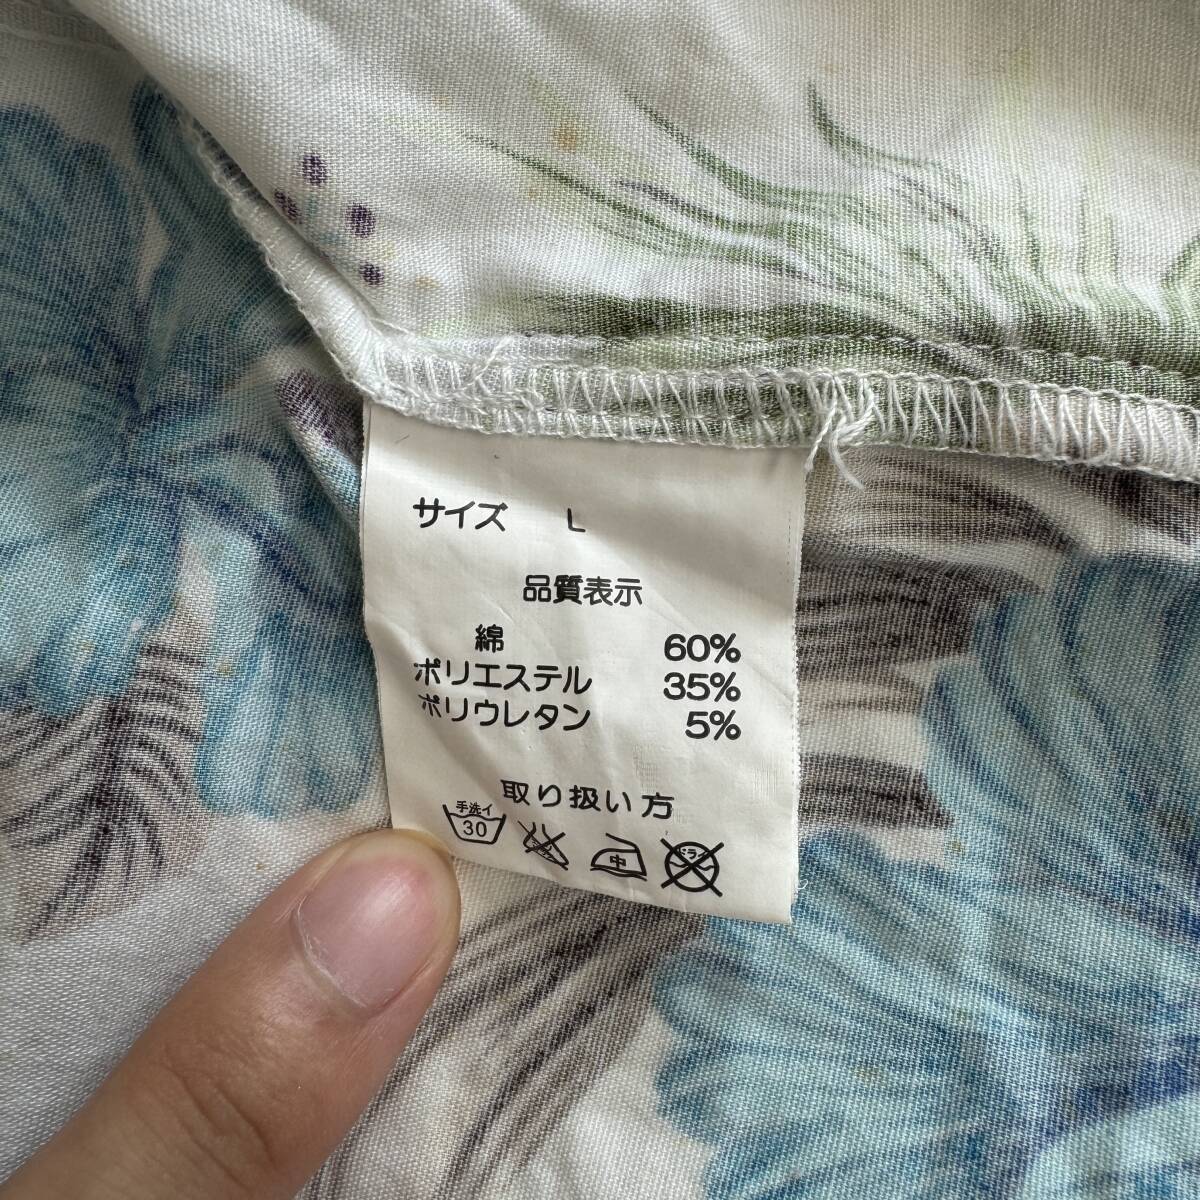 サイズ L
品質表示
綿 60%
ポリエステル 35%
ポリウレタン 5%
取り扱い方
手洗イ
30
中